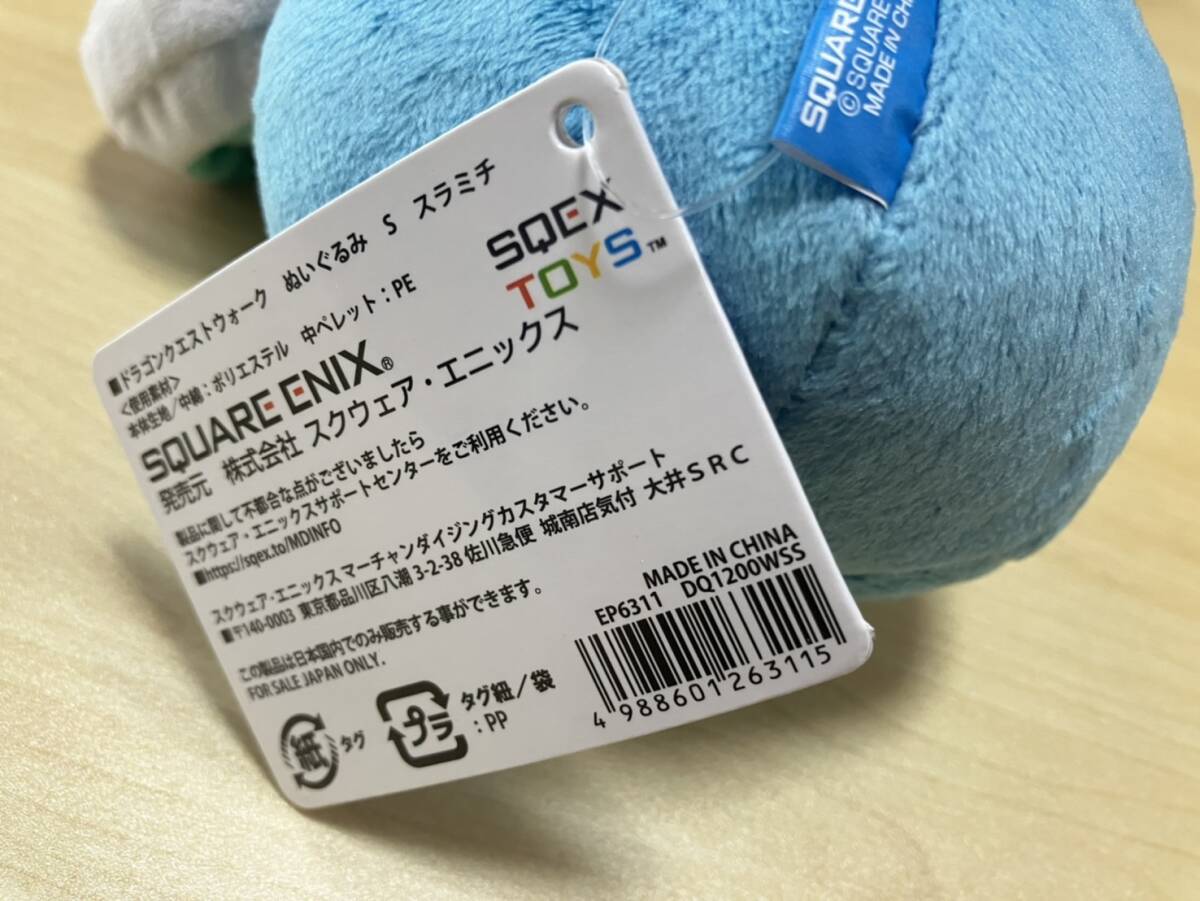 ■ドラゴンクエストウォーク ぬいぐるみ S スラミチ
<使用素材>
本体生地/中綿:ポリエステル 中ペレット:PE
SQEX
TOYS™
SQUARE ENIX®
発売元 株式会社 スクウェア・エニックス
製品に関して不都合な点がございましたら
スクウェア・エニックスサポートセンターをご利用ください。
■https://sqex.to/MDINFO
スクウェア・エニックスマーチャンダイジングカスタマーサポート
■〒140-0003 東京都品川区八潮3-2-38 佐川急便 城南店気付 大井SRC
この製品は日本国内でのみ販売する事ができます。
FOR SALE JAPAN ONLY.
MADE IN CHINA
EP6311 DQ1200WSS
4 988601 263115
紙 タグ
プラ タグ紐/袋
:PP
SQUARE
© SQUARE
MADE IN CHI